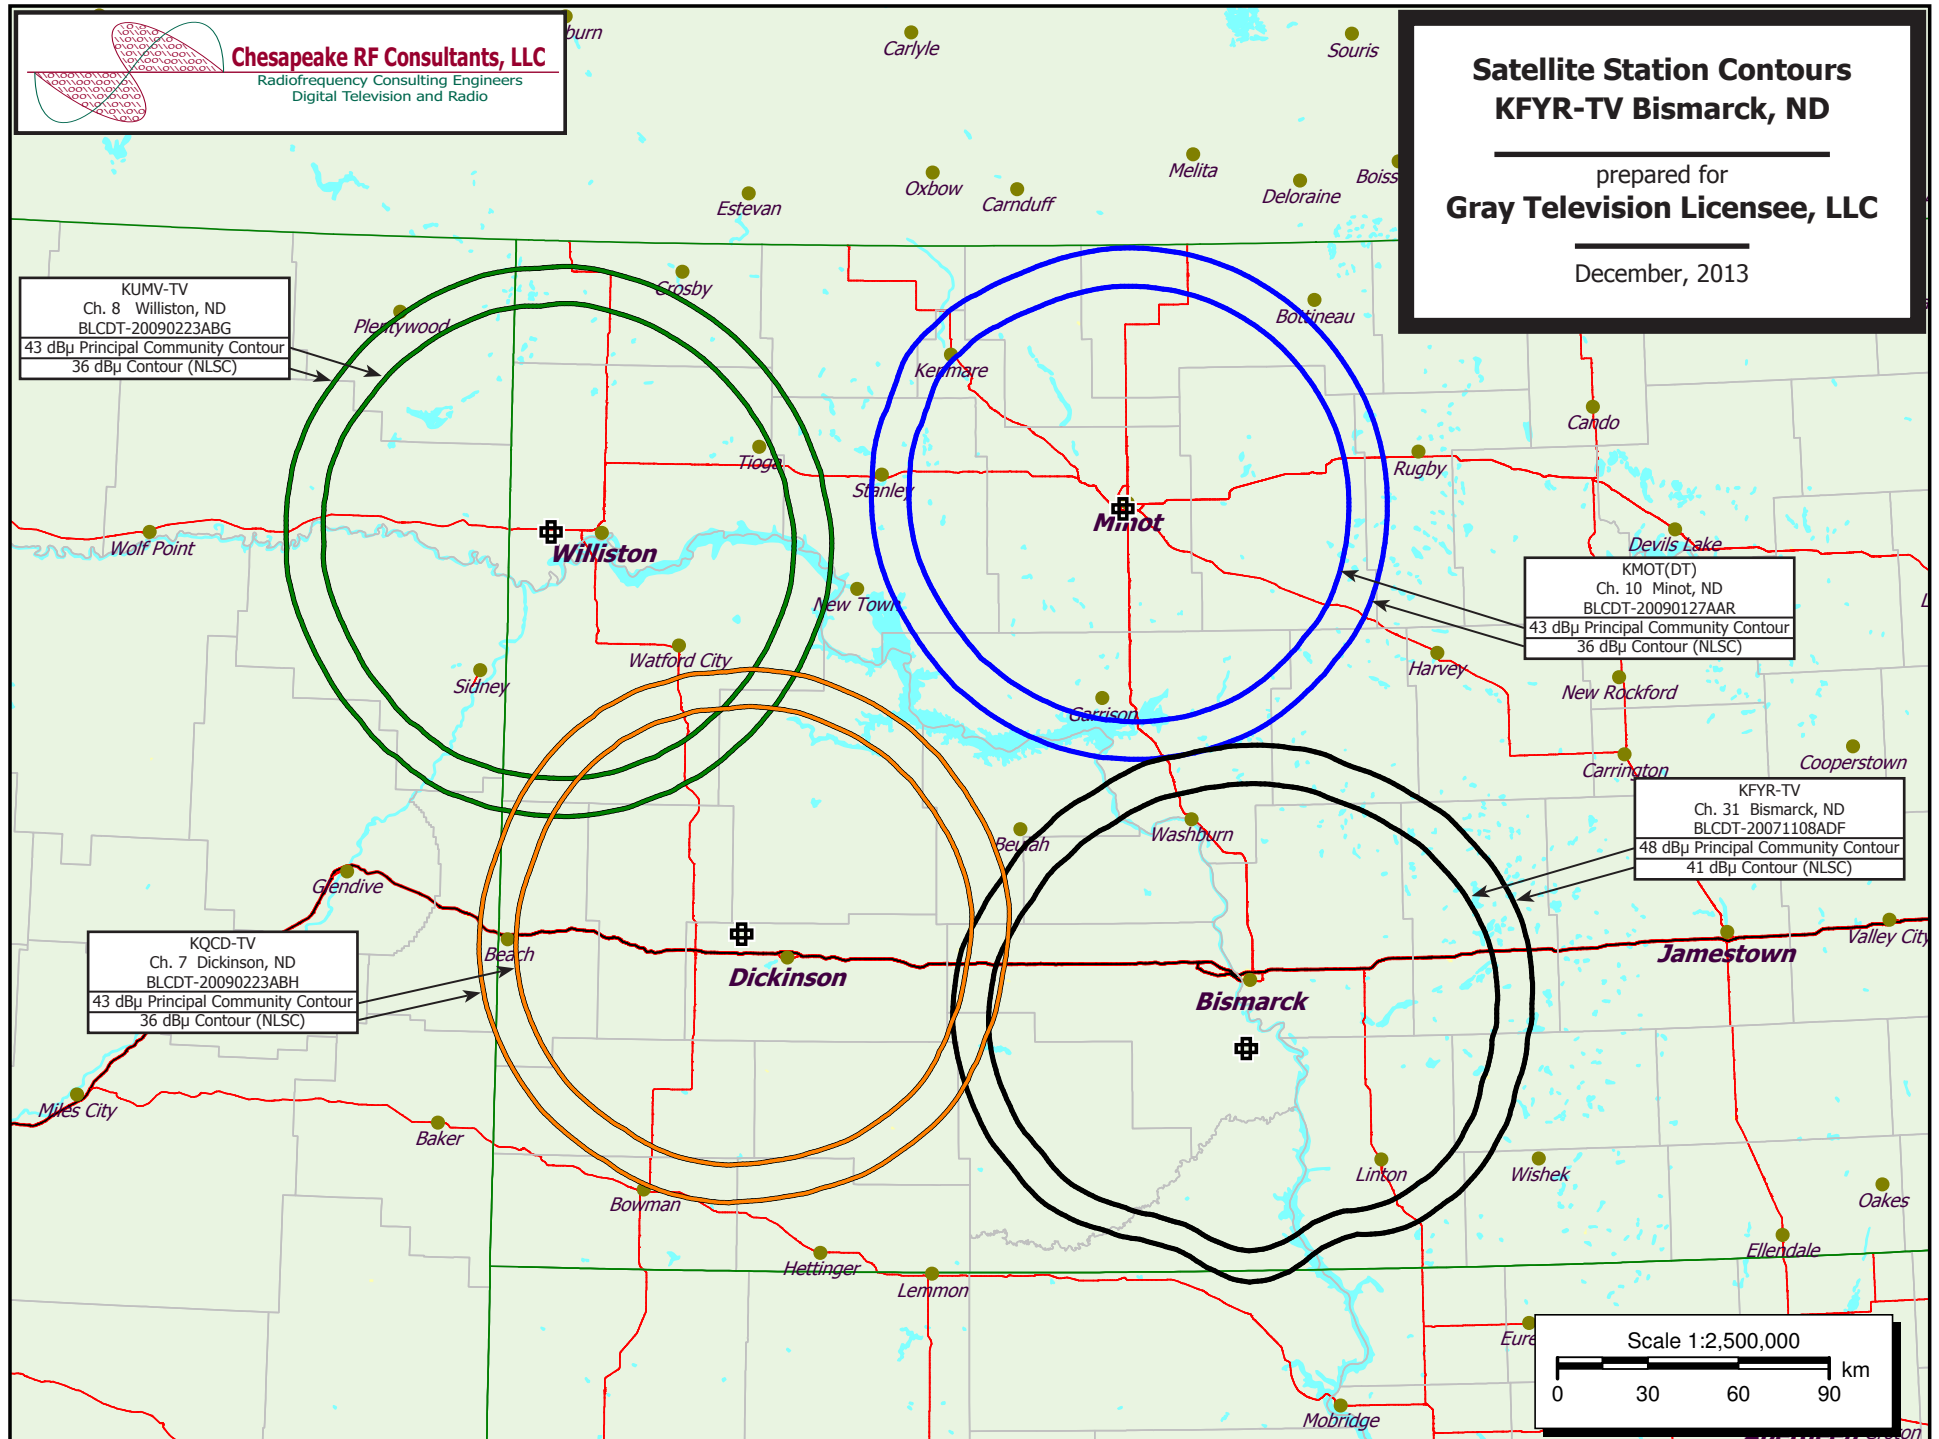 Chesapeake RF Consultants, LLC
Radiofrequency Consulting Engineers
Digital Television and Radio
Satellite Station Contours
KFYR-TV Bismarck, ND
prepared for
Gray Television Licensee, LLC
December, 2013
burn
Carlyle
Souris
Oxbow
Carnduff
Melita
Deloraine
Boiss
Estevan
Crosby
Plentywood
Bottineau
Kenmare
KUMV-TV
Ch. 8 Williston, ND
BLCDT-20090223ABG
43 dBµ Principal Community Contour
36 dBµ Contour (NLSC)
Cando
Tioga
Stanley
Rugby
Wolf Point
Williston
Minot
Devils Lake
New Town
KMOT(DT)
Ch. 10 Minot, ND
BLCDT-20090127AAR
43 dBµ Principal Community Contour
36 dBµ Contour (NLSC)
Watford City
Sidney
Harvey
New Rockford
Garrison
Carrington
Cooperstown
KFYR-TV
Ch. 31 Bismarck, ND
BLCDT-20071108ADF
48 dBµ Principal Community Contour
41 dBµ Contour (NLSC)
Washburn
Beulah
Glendive
Beach
Dickinson
Bismarck
Jamestown
Valley City
KQCD-TV
Ch. 7 Dickinson, ND
BLCDT-20090223ABH
43 dBµ Principal Community Contour
36 dBµ Contour (NLSC)
Miles City
Baker
Bowman
Linton
Wishek
Oakes
Hettinger
Lemmon
Ellendale
Eure
Mobridge
Scale 1:2,500,000
0 30 60 90 km
Groton